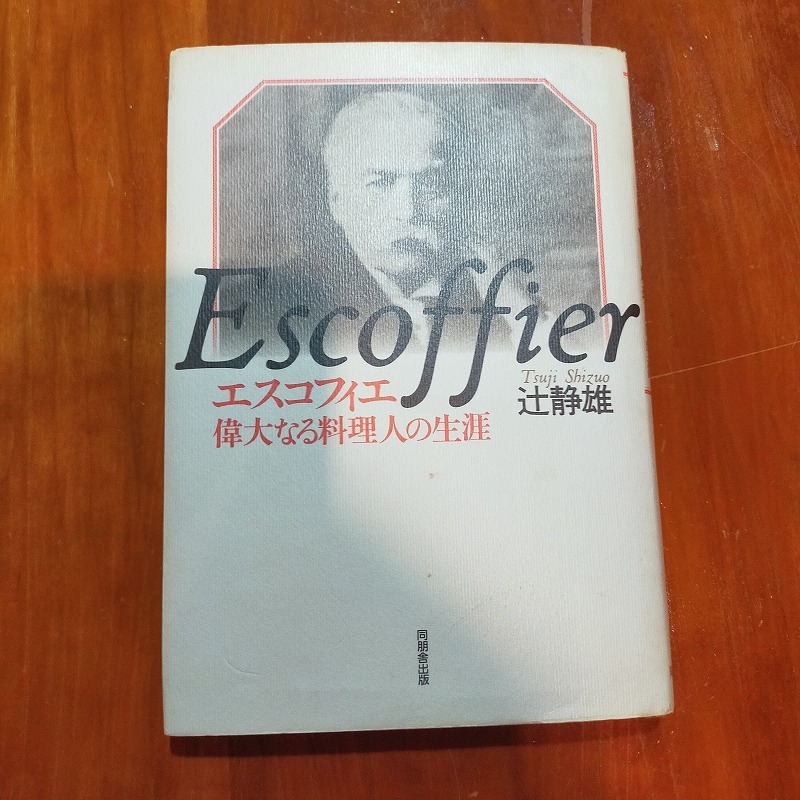 Escoffier
Tsuji Shizuo
エスコフィエ
辻静雄
偉大なる料理人の生涯
同朋舎出版